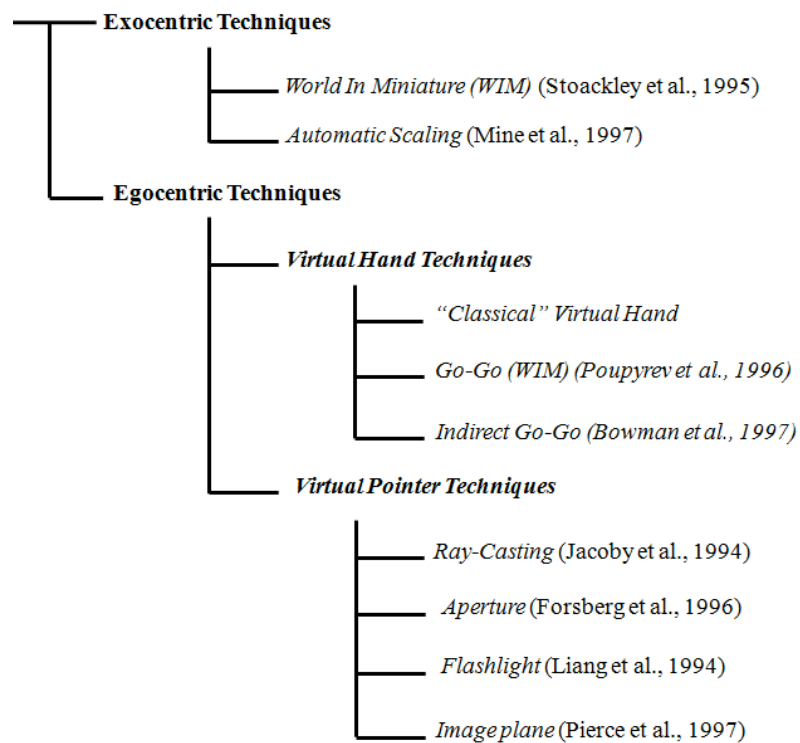 Exocentric Techniques
World In Miniature (WIM) (Stoackley et al., 1995)
Automatic Scaling (Mine et al., 1997)
Egocentric Techniques
Virtual Hand Techniques
“Classical” Virtual Hand
Go-Go (WIM) (Poupyrev et al., 1996)
Indirect Go-Go (Bowman et al., 1997)
Virtual Pointer Techniques
Ray-Casting (Jacoby et al., 1994)
Aperture (Forsberg et al., 1996)
Flashlight (Liang et al., 1994)
Image plane (Pierce et al., 1997)